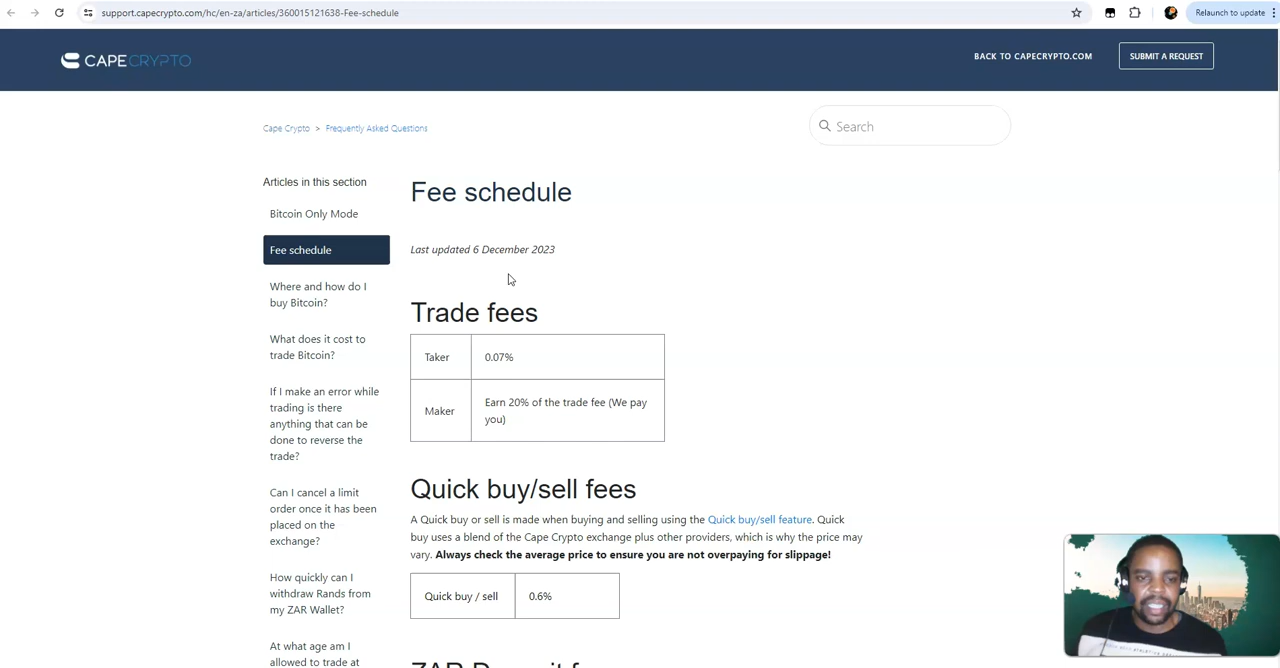 support.capecrypto.com/hc/en-za/articles/360015121638-Fee-schedule
Relaunch to update
CAPECRYPTO
BACK TO CAPECRYPTO.COM
SUBMIT A REQUEST
Cape Crypto > Frequently Asked Questions
Search
Articles in this section
Bitcoin Only Mode
Fee schedule
Where and how do I
buy Bitcoin?
What does it cost to
trade Bitcoin?
If I make an error while
trading is there
anything that can be
done to reverse the
trade?
Can I cancel a limit
order once it has been
placed on the
exchange?
How quickly can I
withdraw Rands from
my ZAR Wallet?
At what age am I
allowed to trade at
Fee schedule
Last updated 6 December 2023
Trade fees
Taker 0.07%
Maker Earn 20% of the trade fee (We pay
you)
Quick buy/sell fees
A Quick buy or sell is made when buying and selling using the Quick buy/sell feature. Quick
buy uses a blend of the Cape Crypto exchange plus other providers, which is why the price may
vary. Always check the average price to ensure you are not overpaying for slippage!
Quick buy / sell 0.6%
ZAR Deposit